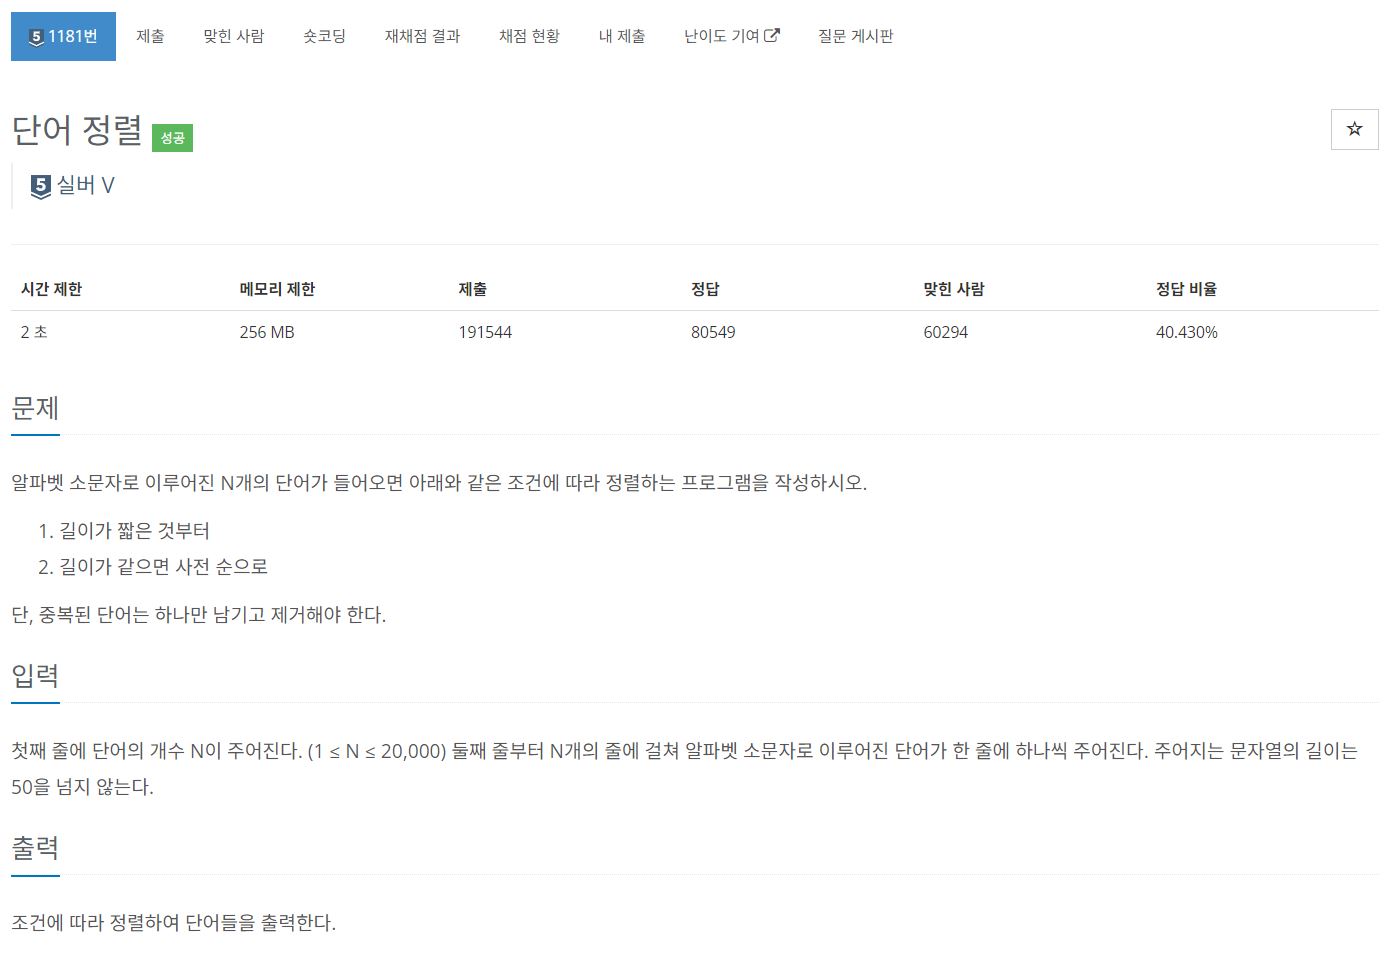 5 1181번 제출 맞힌 사람 숏코딩 재채점 결과 채점 현황 내 제출 난이도 기여 질문 게시판
단어 정렬 성공
5 실버 V
시간 제한 메모리 제한 제출 정답 맞힌 사람 정답 비율
2 초 256 MB 191544 80549 60294 40.430%
문제
알파벳 소문자로 이루어진 N개의 단어가 들어오면 아래와 같은 조건에 따라 정렬하는 프로그램을 작성하시오.
1. 길이가 짧은 것부터
2. 길이가 같으면 사전 순으로
단, 중복된 단어는 하나만 남기고 제거해야 한다.
입력
첫째 줄에 단어의 개수 N이 주어진다. (1 ≤ N ≤ 20,000) 둘째 줄부터 N개의 줄에 걸쳐 알파벳 소문자로 이루어진 단어가 한 줄에 하나씩 주어진다. 주어지는 문자열의 길이는
50을 넘지 않는다.
출력
조건에 따라 정렬하여 단어들을 출력한다.